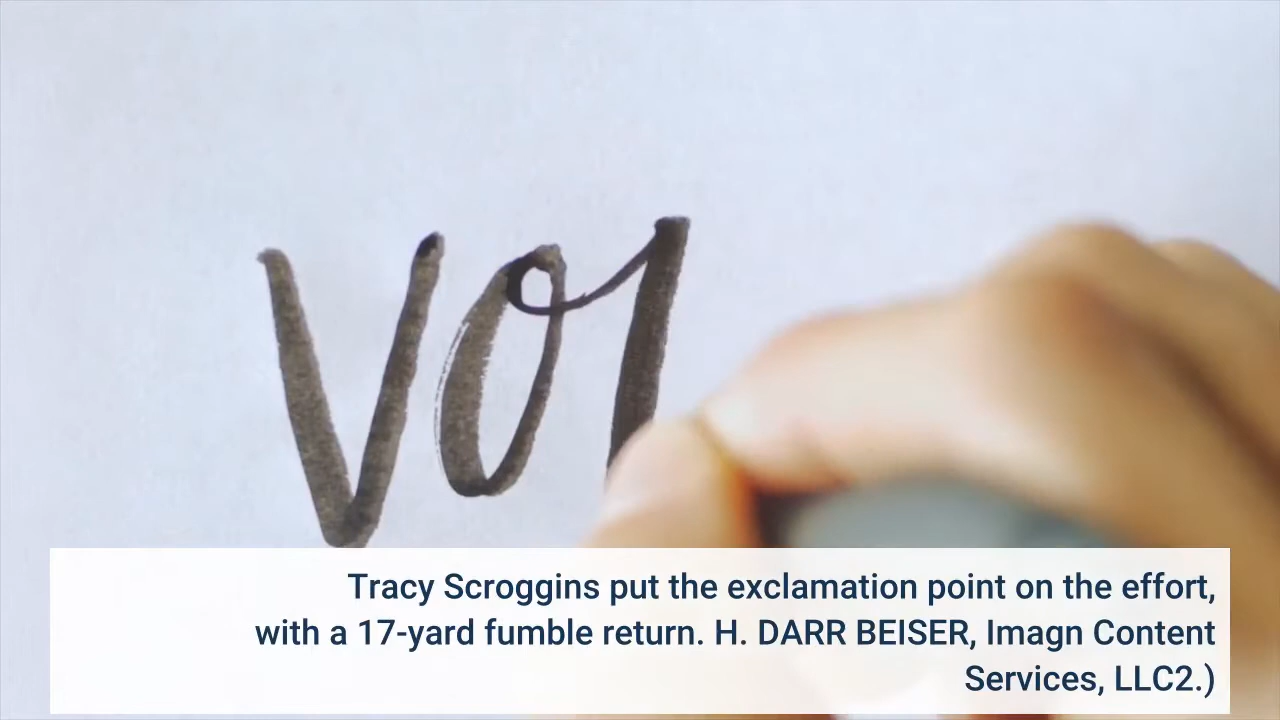 vo
Tracy Scroggins put the exclamation point on the effort,
with a 17-yard fumble return. H. DARR BEISER, Imagn Content
Services, LLC2.)